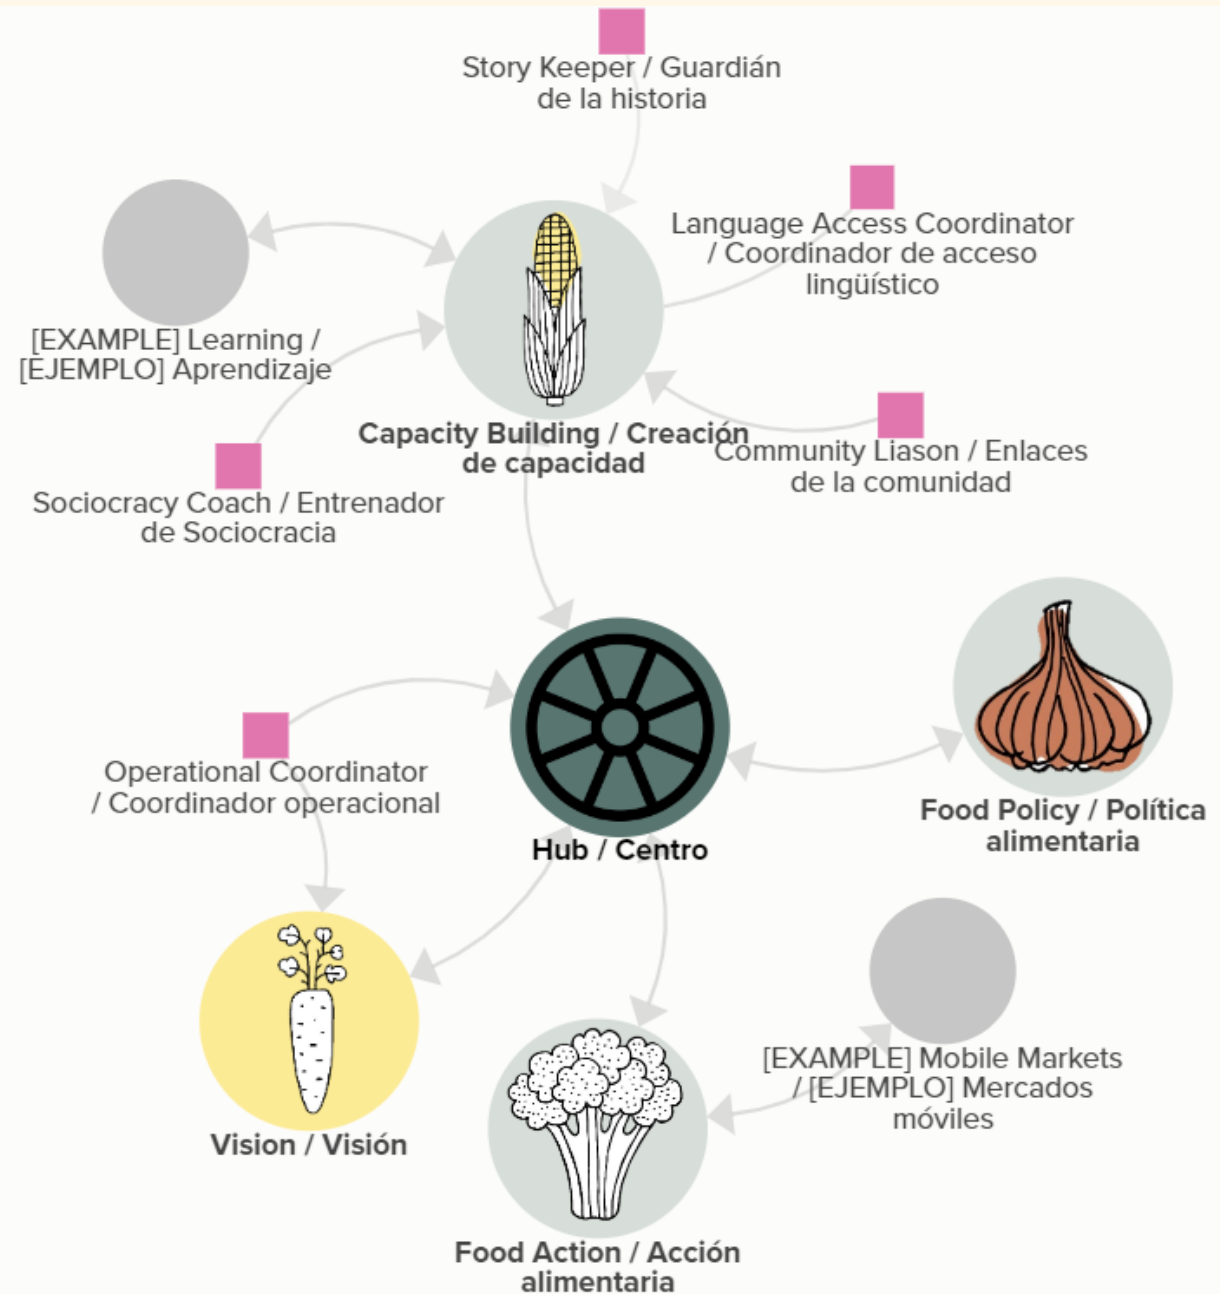 Story Keeper / Guardián
de la historia
Language Access Coordinator
/ Coordinador de acceso
lingüístico
[EXAMPLE] Learning /
[EJEMPLO] Aprendizaje
Capacity Building / Creación
de capacidad
Community Liason / Enlaces
de la comunidad
Sociocracy Coach / Entrenador
de Sociocracia
Operational Coordinator
/ Coordinador operacional
Food Policy / Política
alimentaria
Hub / Centro
[EXAMPLE] Mobile Markets
/ [EJEMPLO] Mercados
móviles
Vision / Visión
Food Action / Acción
alimentaria